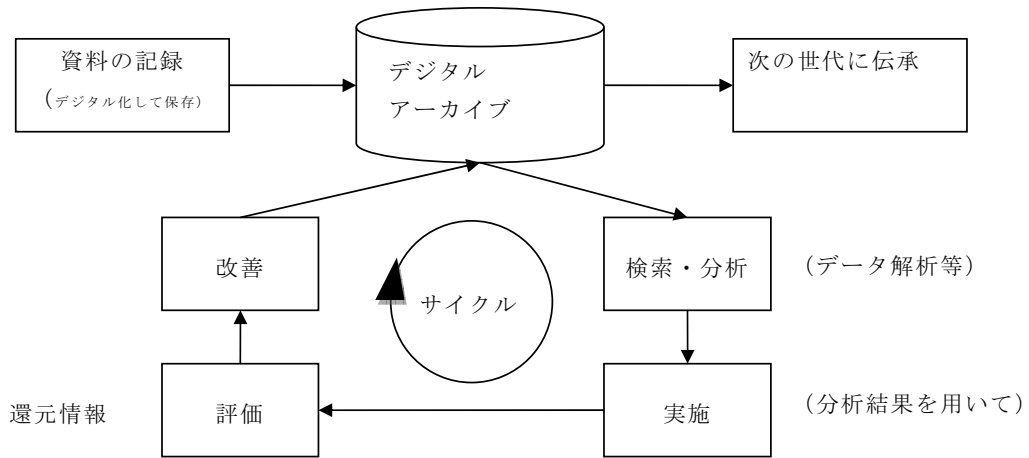 資料の記録
(デジタル化して保存)
デジタル
アーカイブ
次の世代に伝承
改善
サイクル
検索・分析
(データ解析等)
還元情報
評価
実施
(分析結果を用いて)